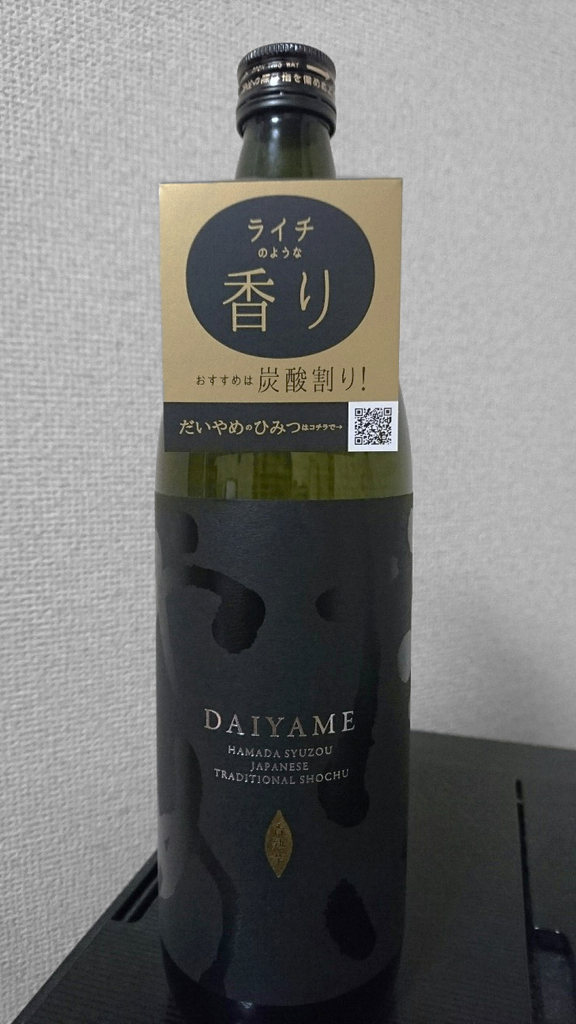 ライチ
のような
香り
おすすめは炭酸割り!
だいやめのひみつはコチラで→
DAIYAME
HAMADA SYUZOU
JAPANESE
TRADITIONAL SHOCHU